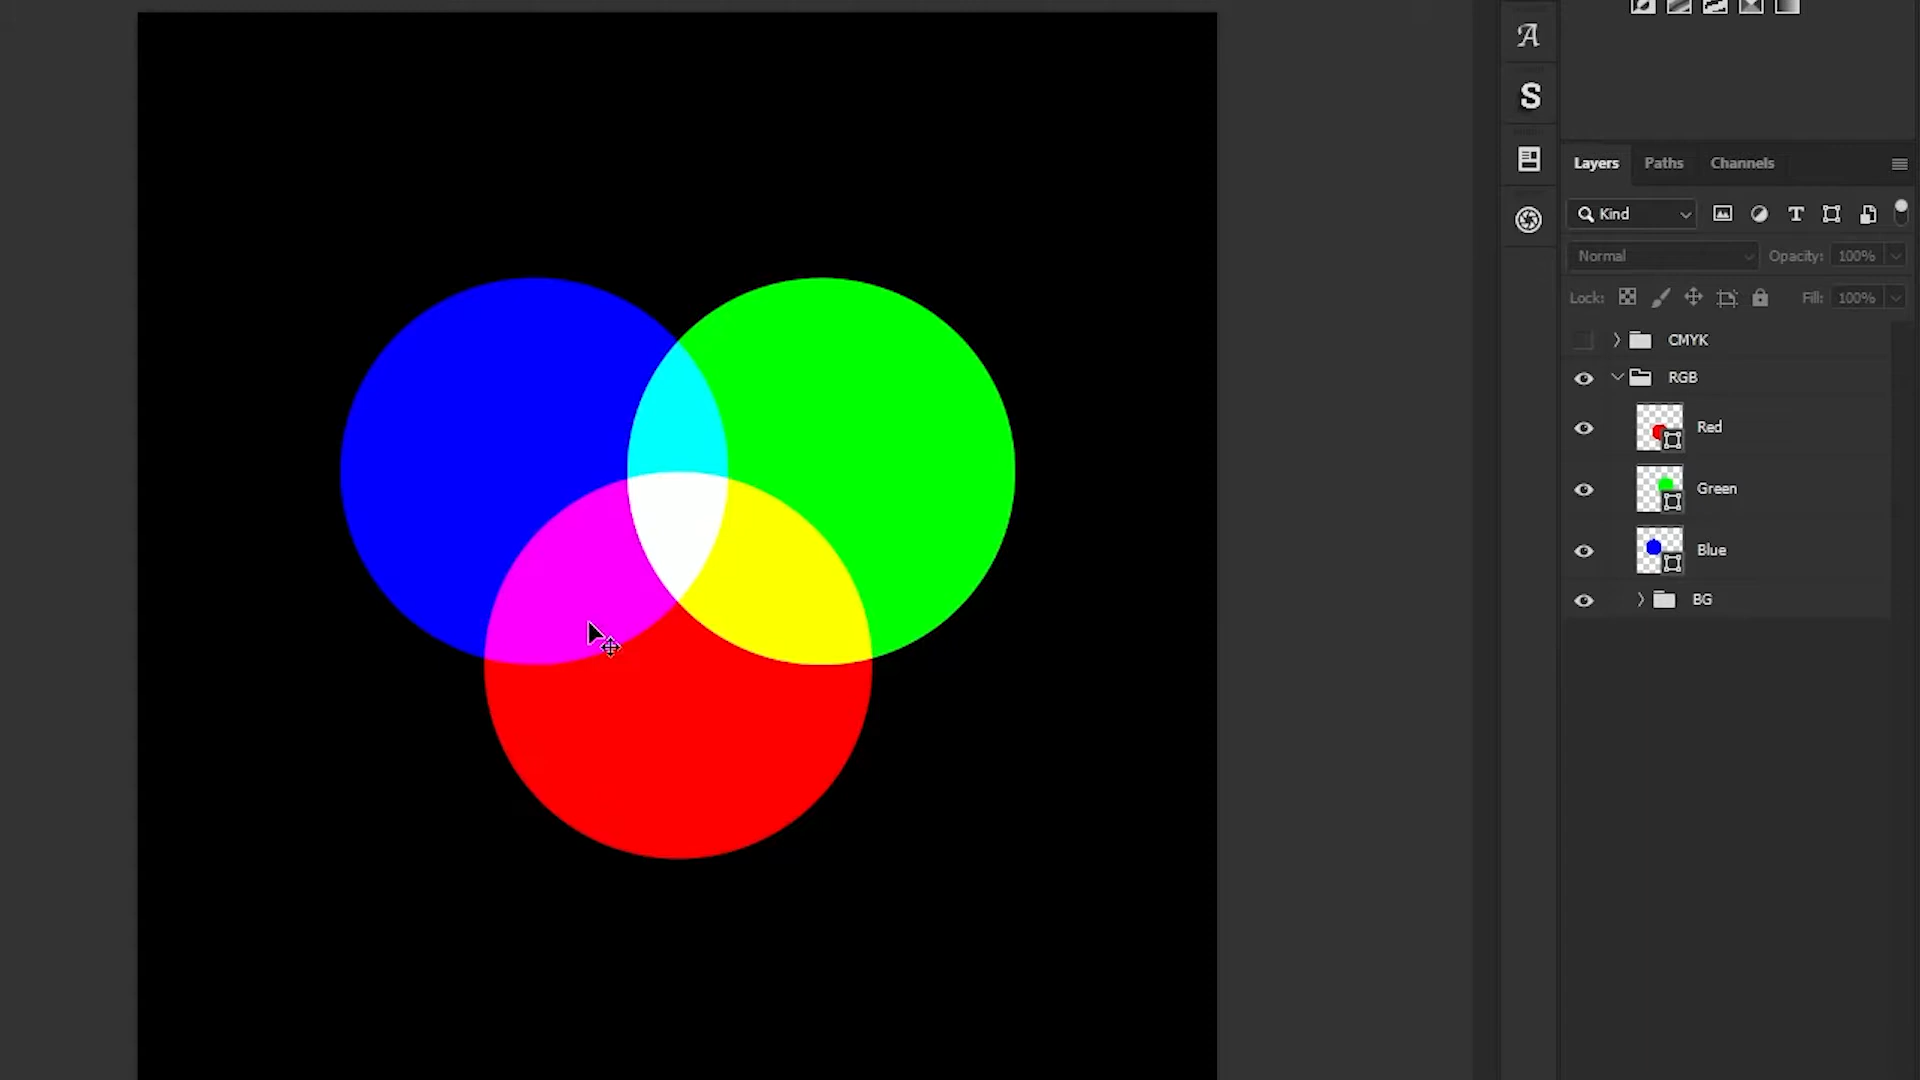 Layers Paths Channels
Kind
Normal Opacity: 100%
Lock: Fill: 100%
CMYK
RGB
Red
Green
Blue
BG